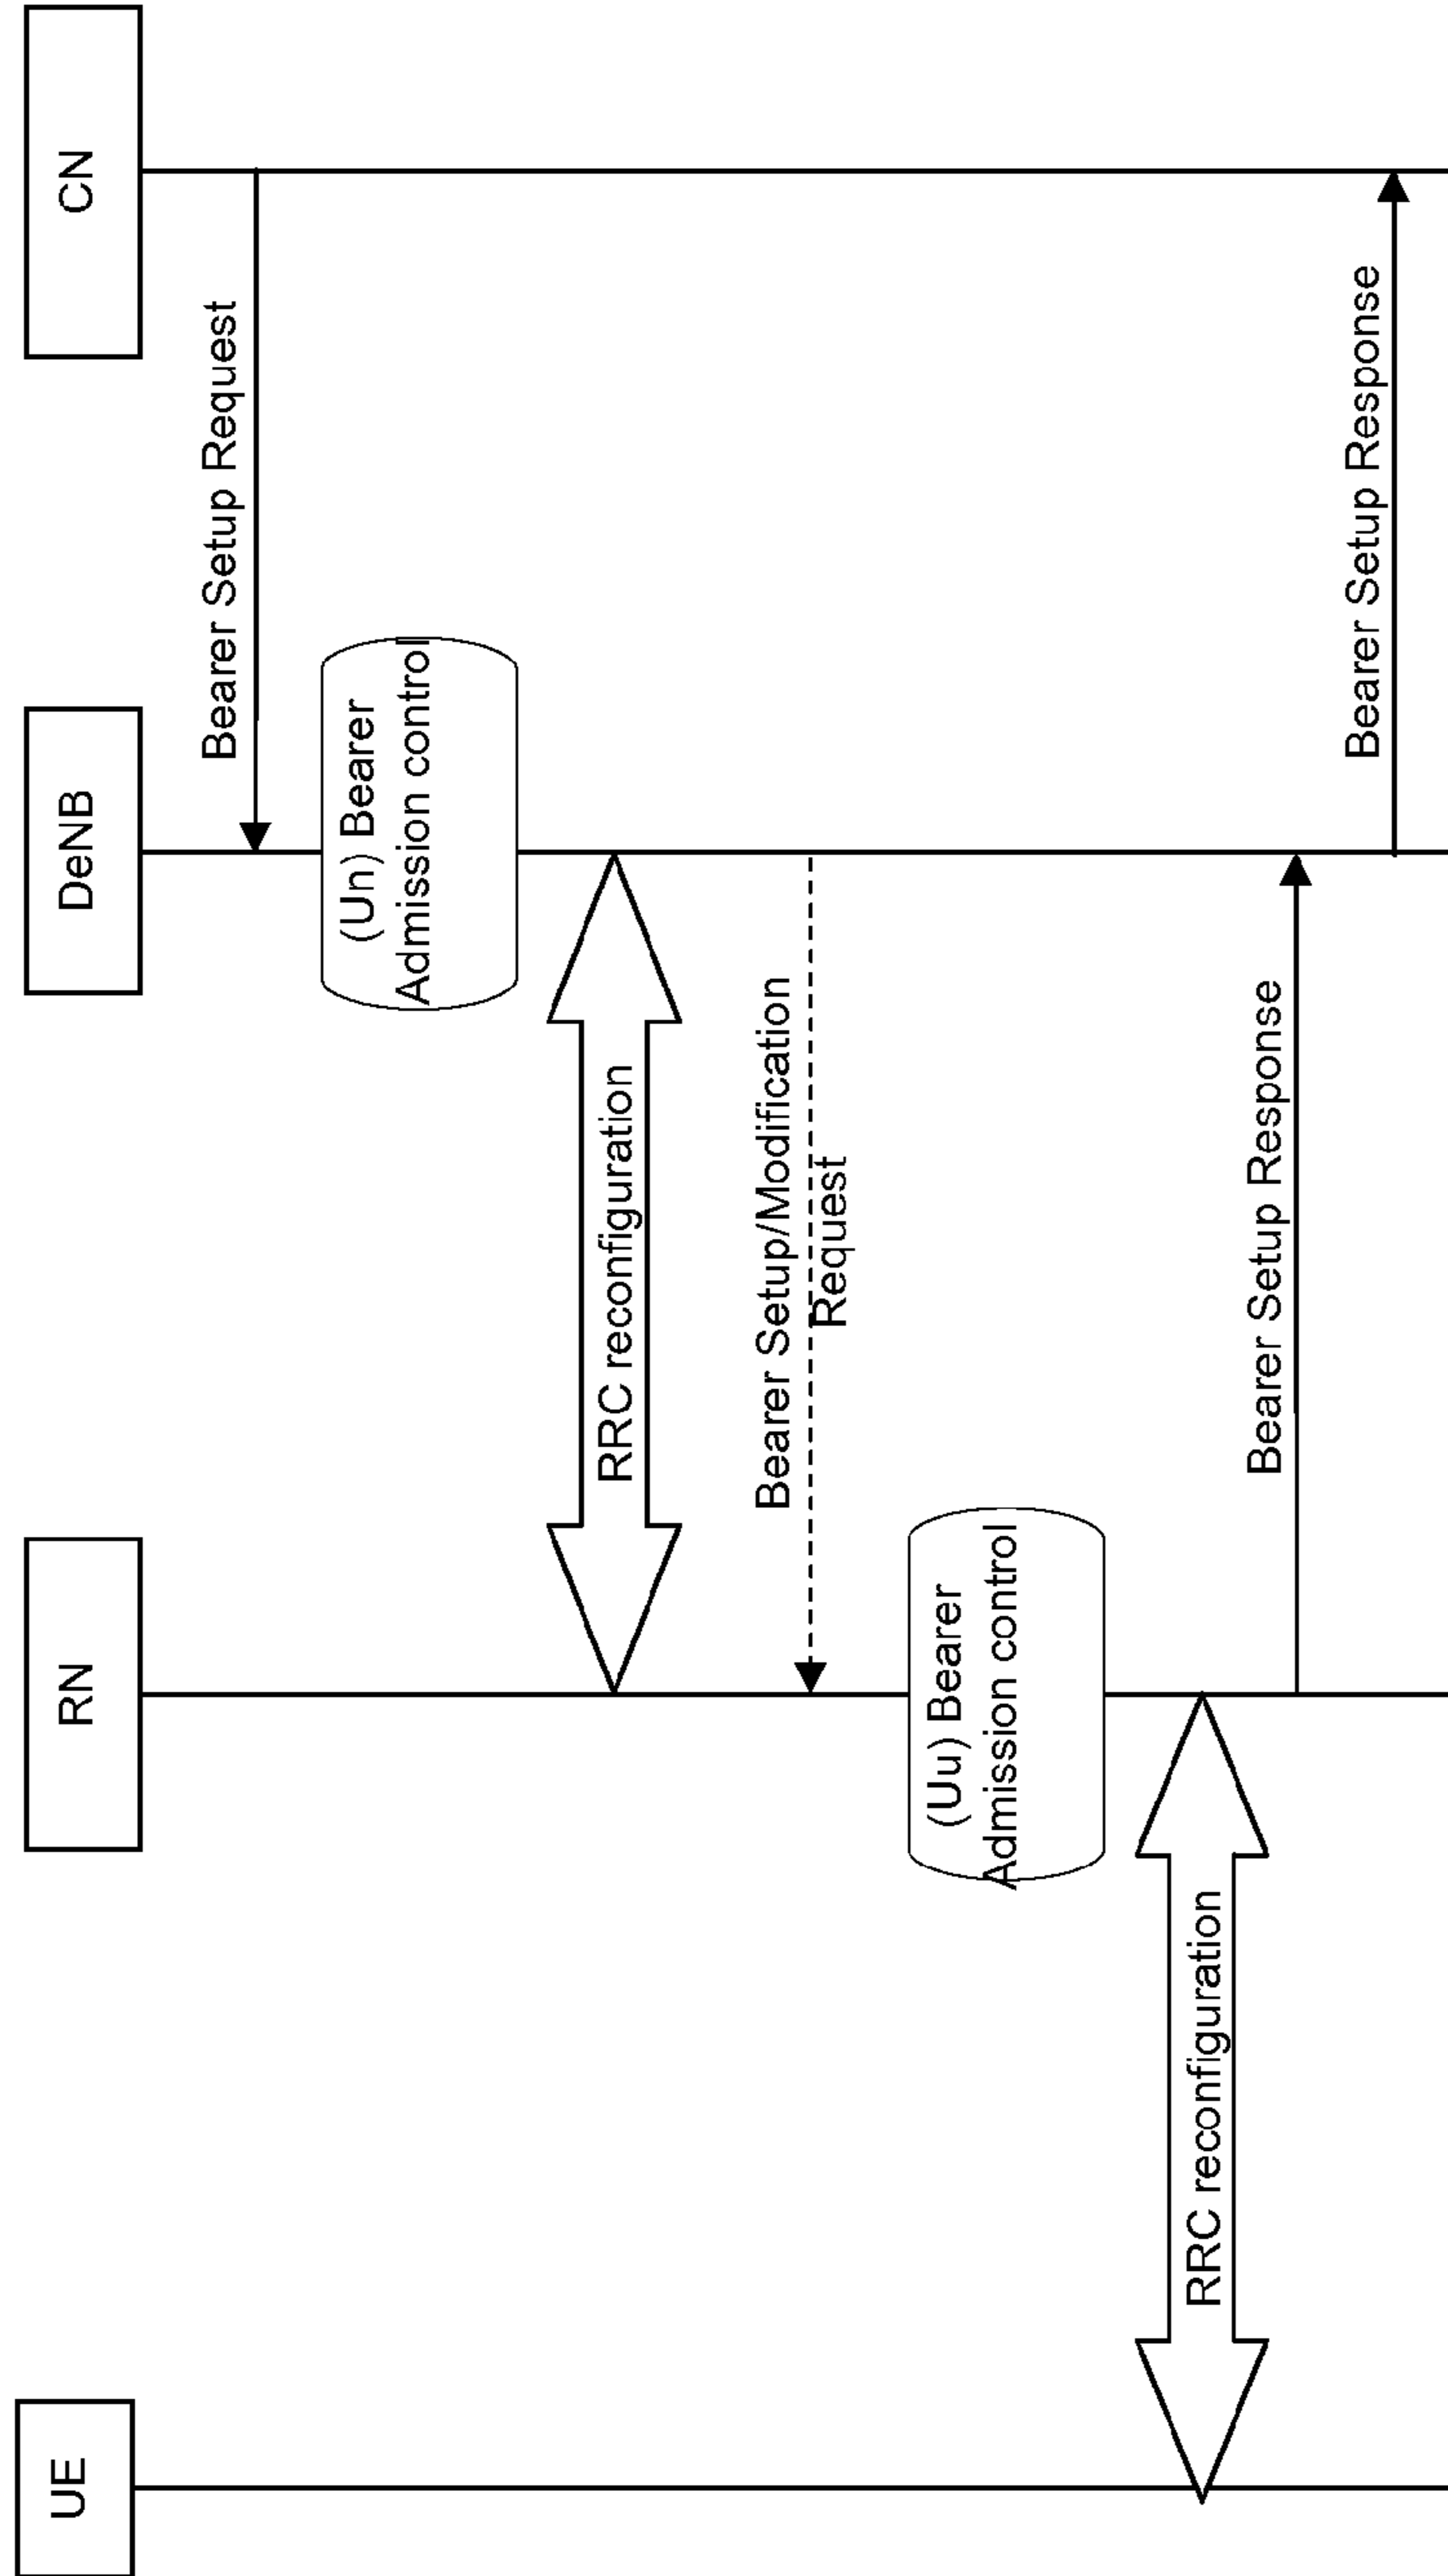 UE
RN
DeNB
CN
Bearer Setup Request
(Un) Bearer
Admission control
RRC reconfiguration
Bearer Setup/Modification
Request
(Uu) Bearer
Admission control
RRC reconfiguration
Bearer Setup Response
Bearer Setup Response